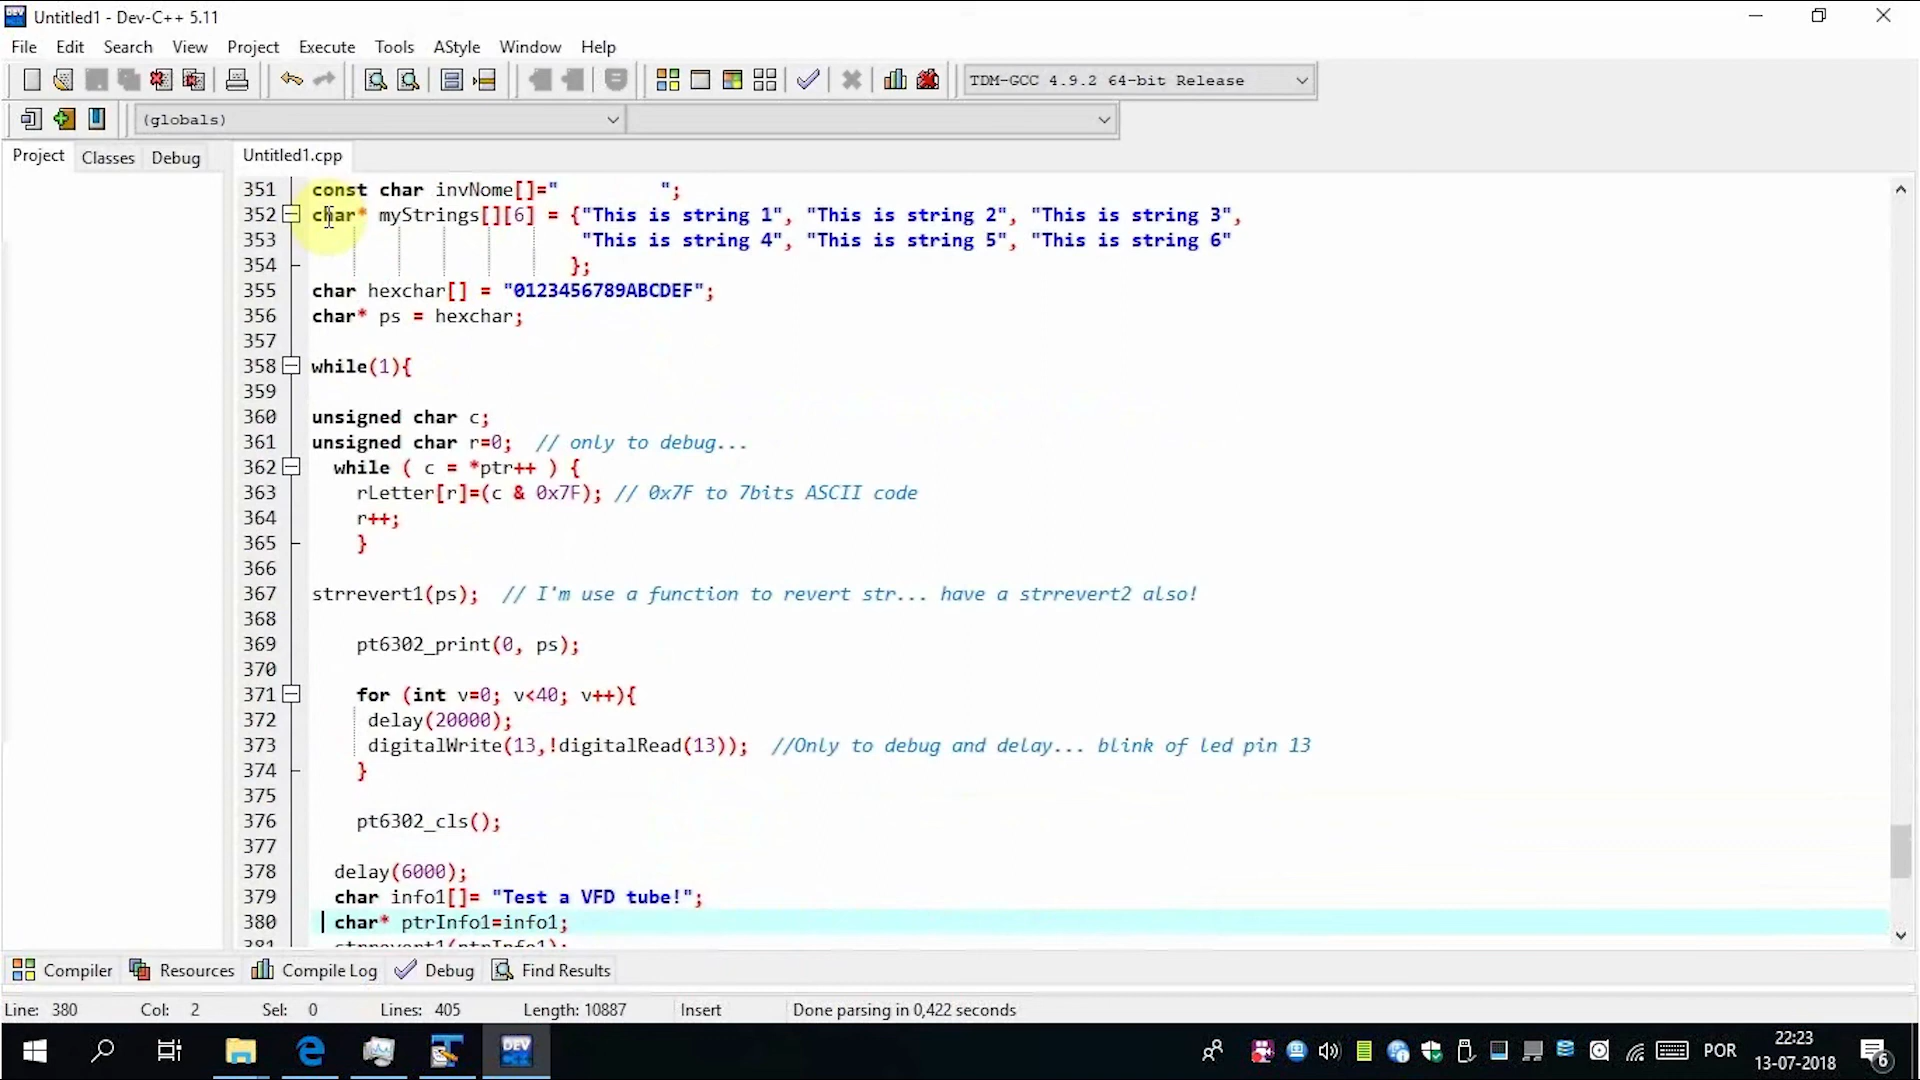 Untitled1 - Dev-C++ 5.11
File Edit Search View Project Execute Tools AStyle Window Help
TDM-GCC 4.9.2 64-bit Release
(globals)
Project Classes Debug Untitled1.cpp
351 const char invNome[]="         ";
352 char* myStrings[][6] = {"This is string 1", "This is string 2", "This is string 3",
353 "This is string 4", "This is string 5", "This is string 6"
354 };
355 char hexchar[] = "0123456789ABCDEF";
356 char* ps = hexchar;
357
358 while(1){
359
360 unsigned char c;
361 unsigned char r=0;  // only to debug...
362 while ( c = *ptr++ ) {
363 rLetter[r]=(c & 0x7F); // 0x7F to 7bits ASCII code
364 r++;
365 }
366
367 strrevert1(ps);  // I'm use a function to revert str... have a strrevert2 also!
368
369 pt6302_print(0, ps);
370
371 for (int v=0; v<40; v++){
372 delay(20000);
373 digitalWrite(13,!digitalRead(13));  //Only to debug and delay... blink of led pin 13
374 }
375
376 pt6302_cls();
377
378 delay(6000);
379 char info1[]= "Test a VFD tube!";
380 char* ptrInfo1=info1;
381 strrevert1(ptrInfo1);
Compiler Resources Compile Log Debug Find Results
Line: 380 Col: 2 Sel: 0 Lines: 405 Length: 10887 Insert Done parsing in 0,422 seconds
DEV
POR
22:23
13-07-2018
6